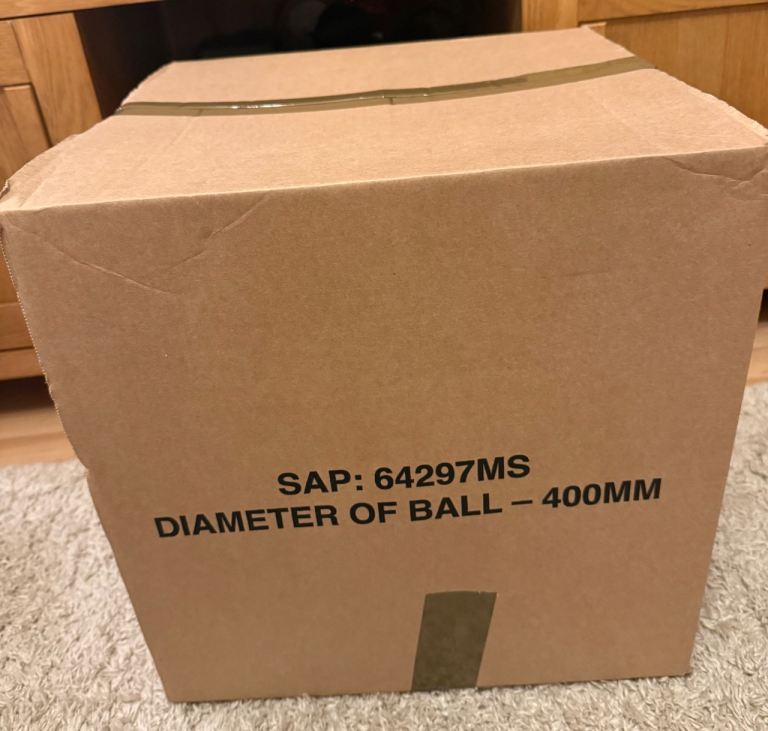 SAP: 64297MS
DIAMETER OF BALL – 400MM